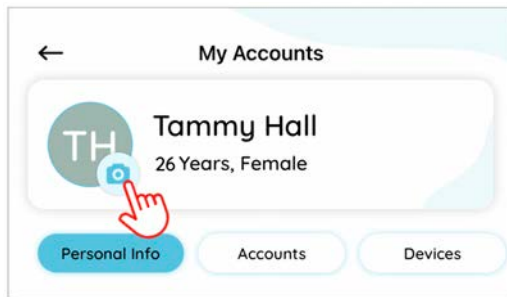 My Accounts
TH
Tammy Hall
26 Years, Female
Personal Info
Accounts
Devices